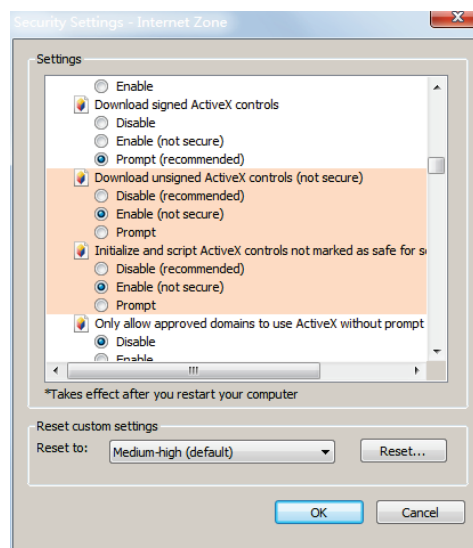 Security Settings - Internet Zone
Settings
Enable
Download signed ActiveX controls
Disable
Enable (not secure)
Prompt (recommended)
Download unsigned ActiveX controls (not secure)
Disable (recommended)
Enable (not secure)
Prompt
Initialize and script ActiveX controls not marked as safe for s
Disable (recommended)
Enable (not secure)
Prompt
Only allow approved domains to use ActiveX without prompt
Disable
Enable
*Takes effect after you restart your computer
Reset custom settings
Reset to: Medium-high (default) Reset...
OK Cancel